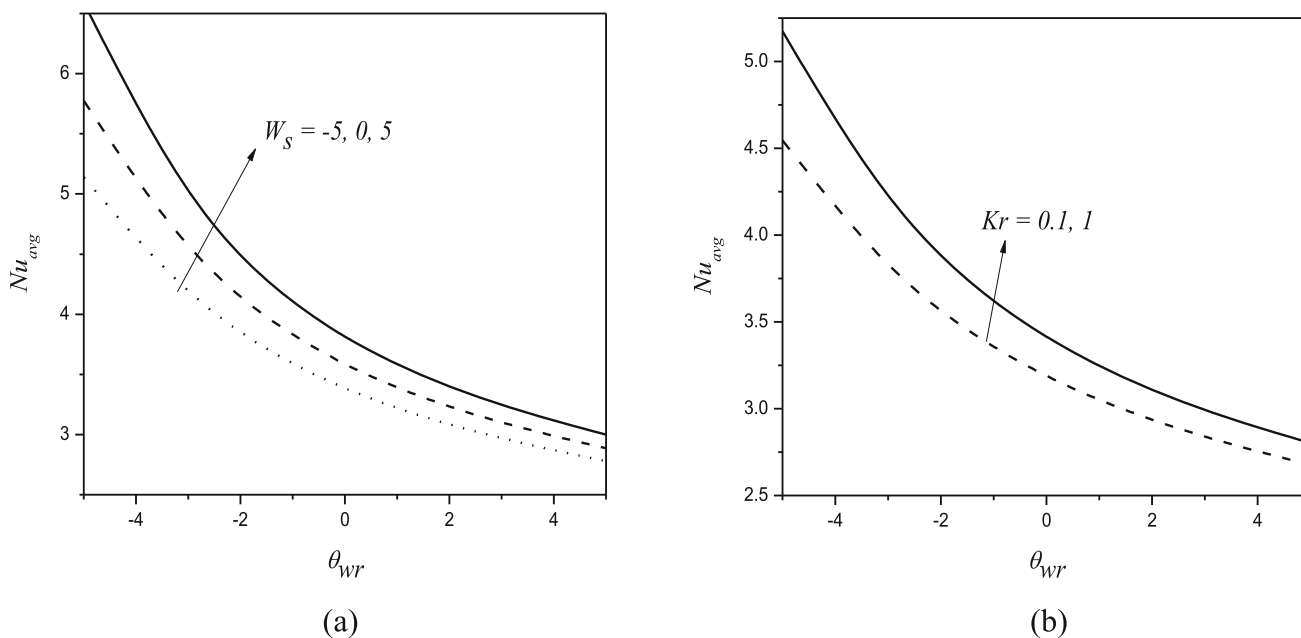 6
5
4
3
Nu_avg
W_s = -5, 0, 5
-4 -2 0 2 4
θ_wr
(a)
5.0
4.5
4.0
3.5
3.0
2.5
Nu_avg
Kr = 0.1, 1
-4 -2 0 2 4
θ_wr
(b)